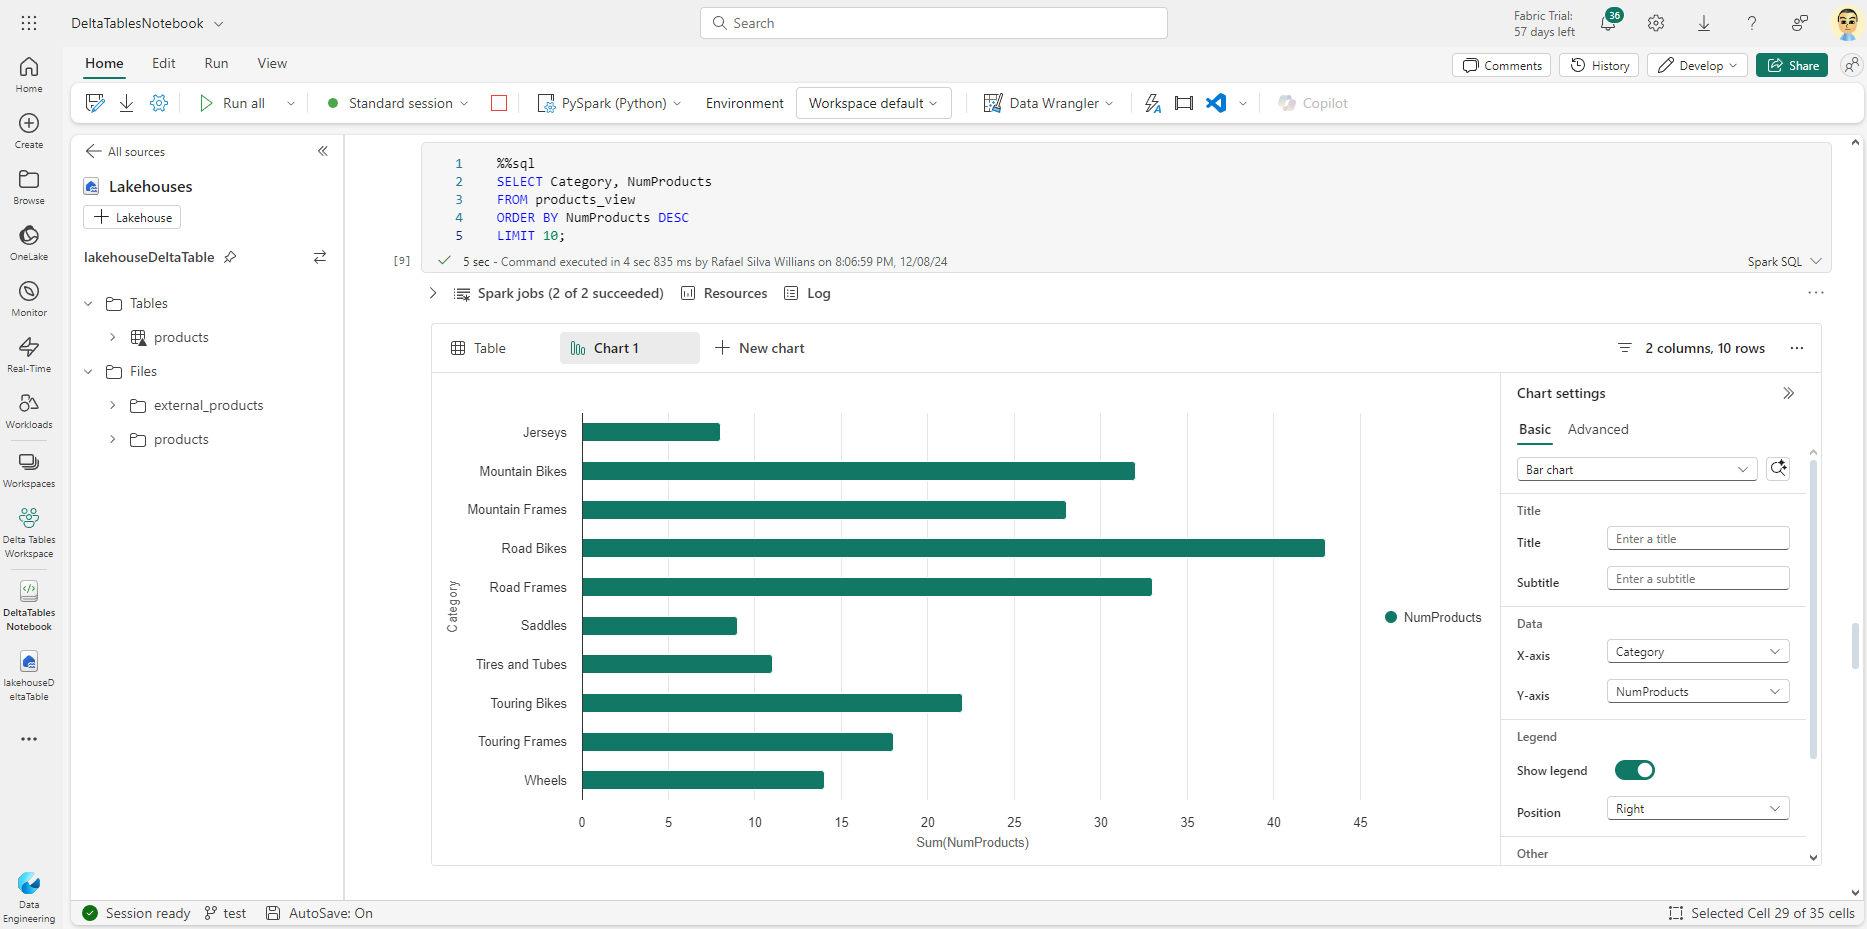 DeltaTablesNotebook
Search
Fabric Trial:
57 days left
36
Home
Edit
Run
View
Comments
History
Develop
Share
Run all
Standard session
PySpark (Python)
Environment
Workspace default
Data Wrangler
Copilot
Home
Create
Browse
OneLake
Monitor
Real-Time
Workloads
Workspaces
Delta Tables
Workspace
DeltaTables
Notebook
lakehouseD
eltaTable
Data
Engineering
All sources
Lakehouses
Lakehouse
lakehouseDeltaTable
Tables
products
Files
external_products
products
1 %%sql
2 SELECT Category, NumProducts
3 FROM products_view
4 ORDER BY NumProducts DESC
5 LIMIT 10;
[9]
5 sec - Command executed in 4 sec 835 ms by Rafael Silva Willians on 8:06:59 PM, 12/08/24
Spark SQL
Spark jobs (2 of 2 succeeded)
Resources
Log
Table
Chart 1
New chart
2 columns, 10 rows
Category
Jerseys
Mountain Bikes
Mountain Frames
Road Bikes
Road Frames
Saddles
Tires and Tubes
Touring Bikes
Touring Frames
Wheels
0 5 10 15 20 25 30 35 40 45
Sum(NumProducts)
NumProducts
Chart settings
Basic
Advanced
Bar chart
Title
Title
Enter a title
Subtitle
Enter a subtitle
Data
X-axis
Category
Y-axis
NumProducts
Legend
Show legend
Position
Right
Other
Session ready
test
AutoSave: On
Selected Cell 29 of 35 cells